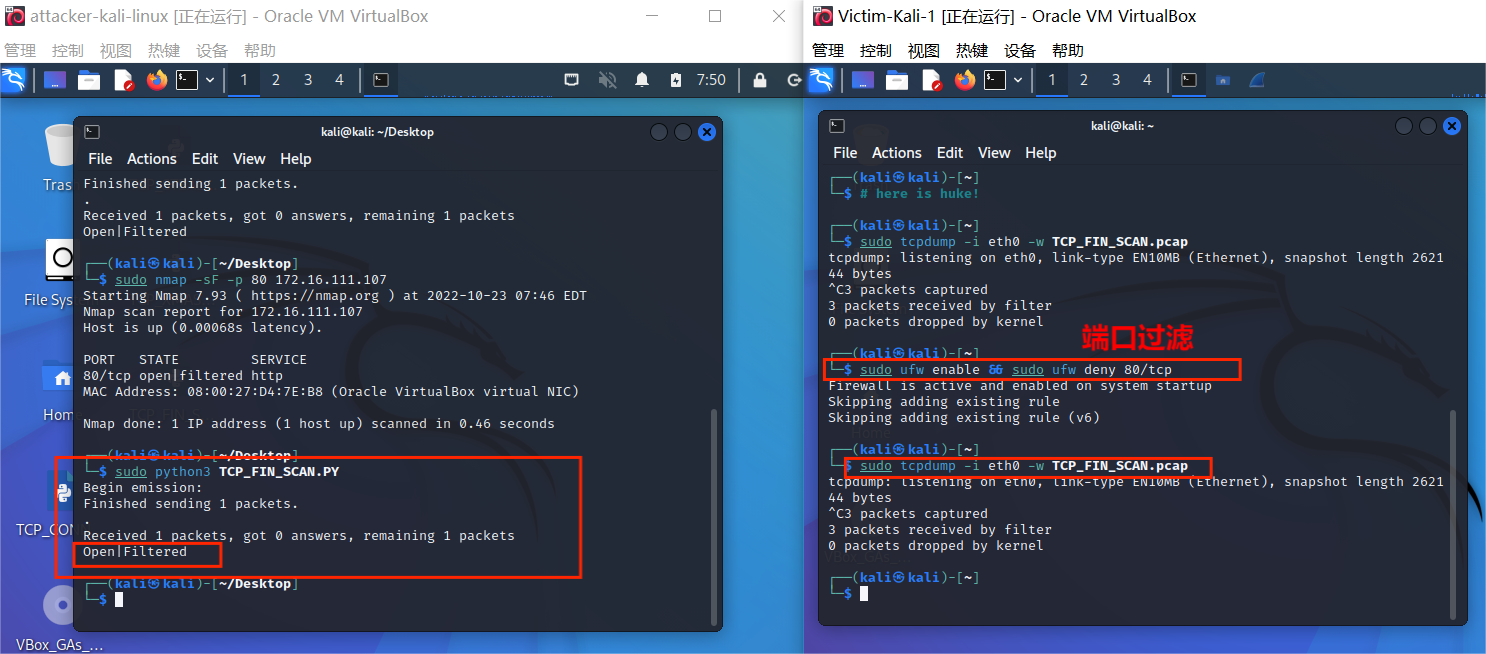 attacker-kali-linux [正在运行] - Oracle VM VirtualBox
管理 控制 视图 热键 设备 帮助
1 2 3 4 7:50
Tras
File Sys
Home
TCP_CON
VBox_GAs_...
kali@kali: ~/Desktop
File Actions Edit View Help
Finished sending 1 packets.
.
Received 1 packets, got 0 answers, remaining 1 packets
Open|Filtered
┌──(kali㉿kali)-[~/Desktop]
└─$ sudo nmap -sF -p 80 172.16.111.107
Starting Nmap 7.93 ( https://nmap.org ) at 2022-10-23 07:46 EDT
Nmap scan report for 172.16.111.107
Host is up (0.00068s latency).
PORT STATE SERVICE
80/tcp open|filtered http
MAC Address: 08:00:27:D4:7E:B8 (Oracle VirtualBox virtual NIC)
Nmap done: 1 IP address (1 host up) scanned in 0.46 seconds
┌──(kali㉿kali)-[~/Desktop]
└─$ sudo python3 TCP_FIN_SCAN.PY
Begin emission:
Finished sending 1 packets.
.
Received 1 packets, got 0 answers, remaining 1 packets
Open|Filtered
┌──(kali㉿kali)-[~/Desktop]
└─$
Victim-Kali-1 [正在运行] - Oracle VM VirtualBox
管理 控制 视图 热键 设备 帮助
1 2 3 4
kali@kali: ~
File Actions Edit View Help
┌──(kali㉿kali)-[~]
└─$ # here is huke!
┌──(kali㉿kali)-[~]
└─$ sudo tcpdump -i eth0 -w TCP_FIN_SCAN.pcap
tcpdump: listening on eth0, link-type EN10MB (Ethernet), snapshot length 2621
44 bytes
^C3 packets captured
3 packets received by filter
0 packets dropped by kernel
端口过滤
┌──(kali㉿kali)-[~]
└─$ sudo ufw enable && sudo ufw deny 80/tcp
Firewall is active and enabled on system startup
Skipping adding existing rule
Skipping adding existing rule (v6)
┌──(kali㉿kali)-[~]
└─$ sudo tcpdump -i eth0 -w TCP_FIN_SCAN.pcap
tcpdump: listening on eth0, link-type EN10MB (Ethernet), snapshot length 2621
44 bytes
^C3 packets captured
3 packets received by filter
0 packets dropped by kernel
┌──(kali㉿kali)-[~]
└─$